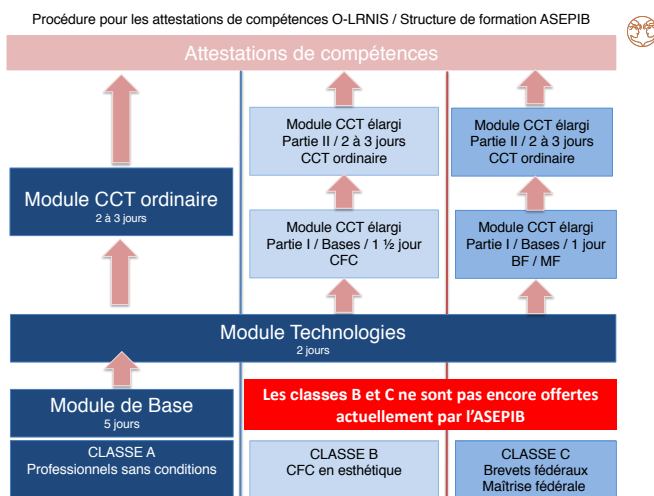 Procédure pour les attestations de compétences O-LRNIS / Structure de formation ASEPIB
Attestations de compétences
Module CCT ordinaire
2 à 3 jours
Module CCT élargi
Partie II / 2 à 3 jours
CCT ordinaire
Module CCT élargi
Partie II / 2 à 3 jours
CCT ordinaire
Module CCT élargi
Partie I / Bases / 1 ½ jour
CFC
Module CCT élargi
Partie I / Bases / 1 jour
BF / MF
Module Technologies
2 jours
Module de Base
5 jours
Les classes B et C ne sont pas encore offertes
actuellement par l'ASEPIB
CLASSE A
Professionnels sans conditions
CLASSE B
CFC en esthétique
CLASSE C
Brevets fédéraux
Maîtrise fédérale